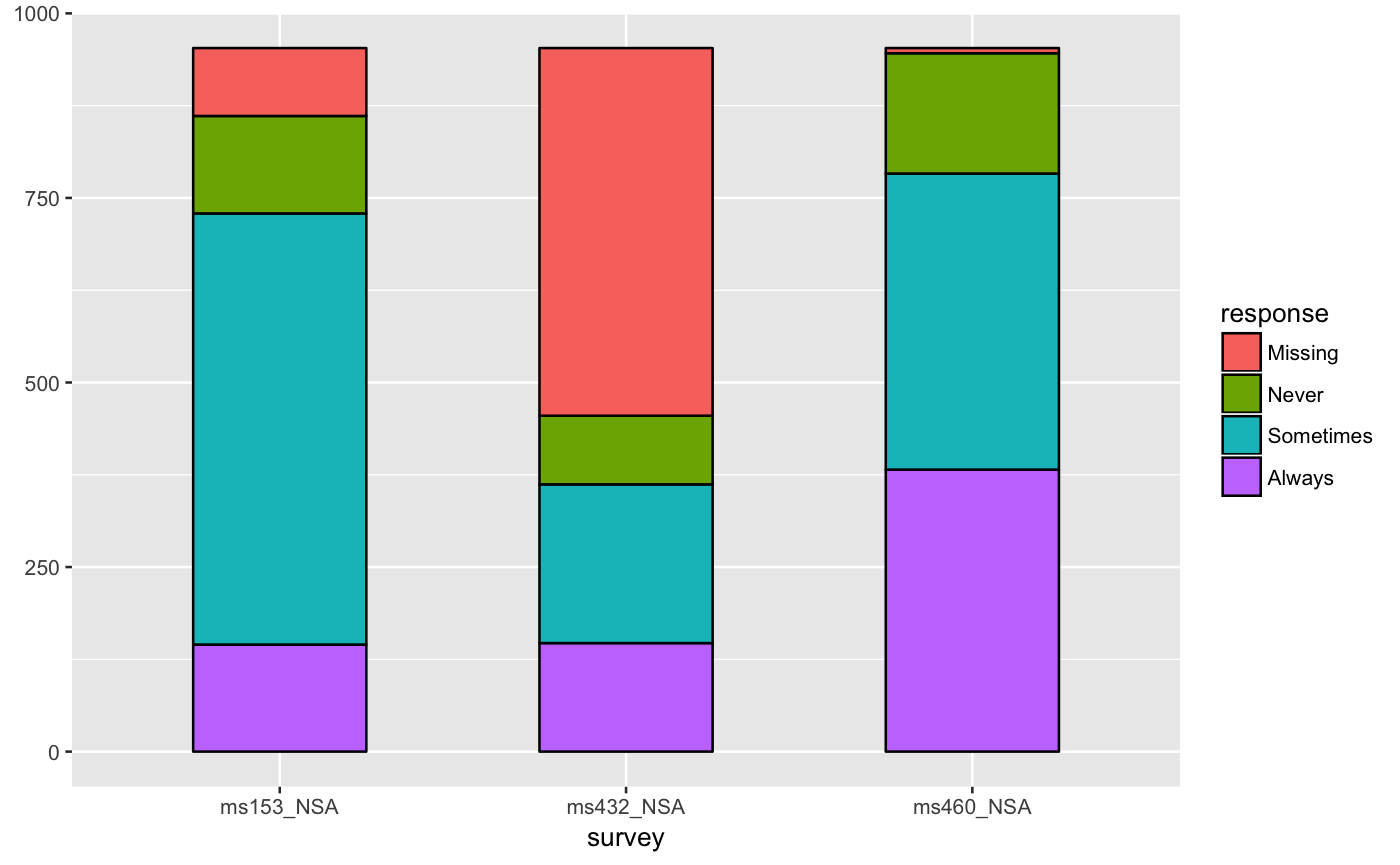 1000
750
500
250
0
ms153_NSA
ms432_NSA
ms460_NSA
survey
response
Missing
Never
Sometimes
Always